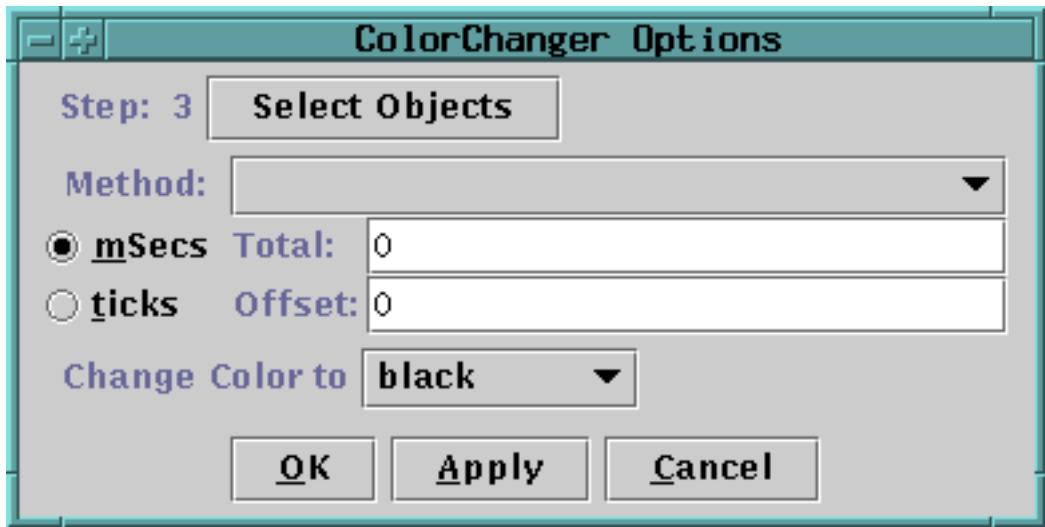 ColorChanger Options
Step: 3 Select Objects
Method:
mSecs Total: 0
ticks Offset: 0
Change Color to black
OK Apply Cancel